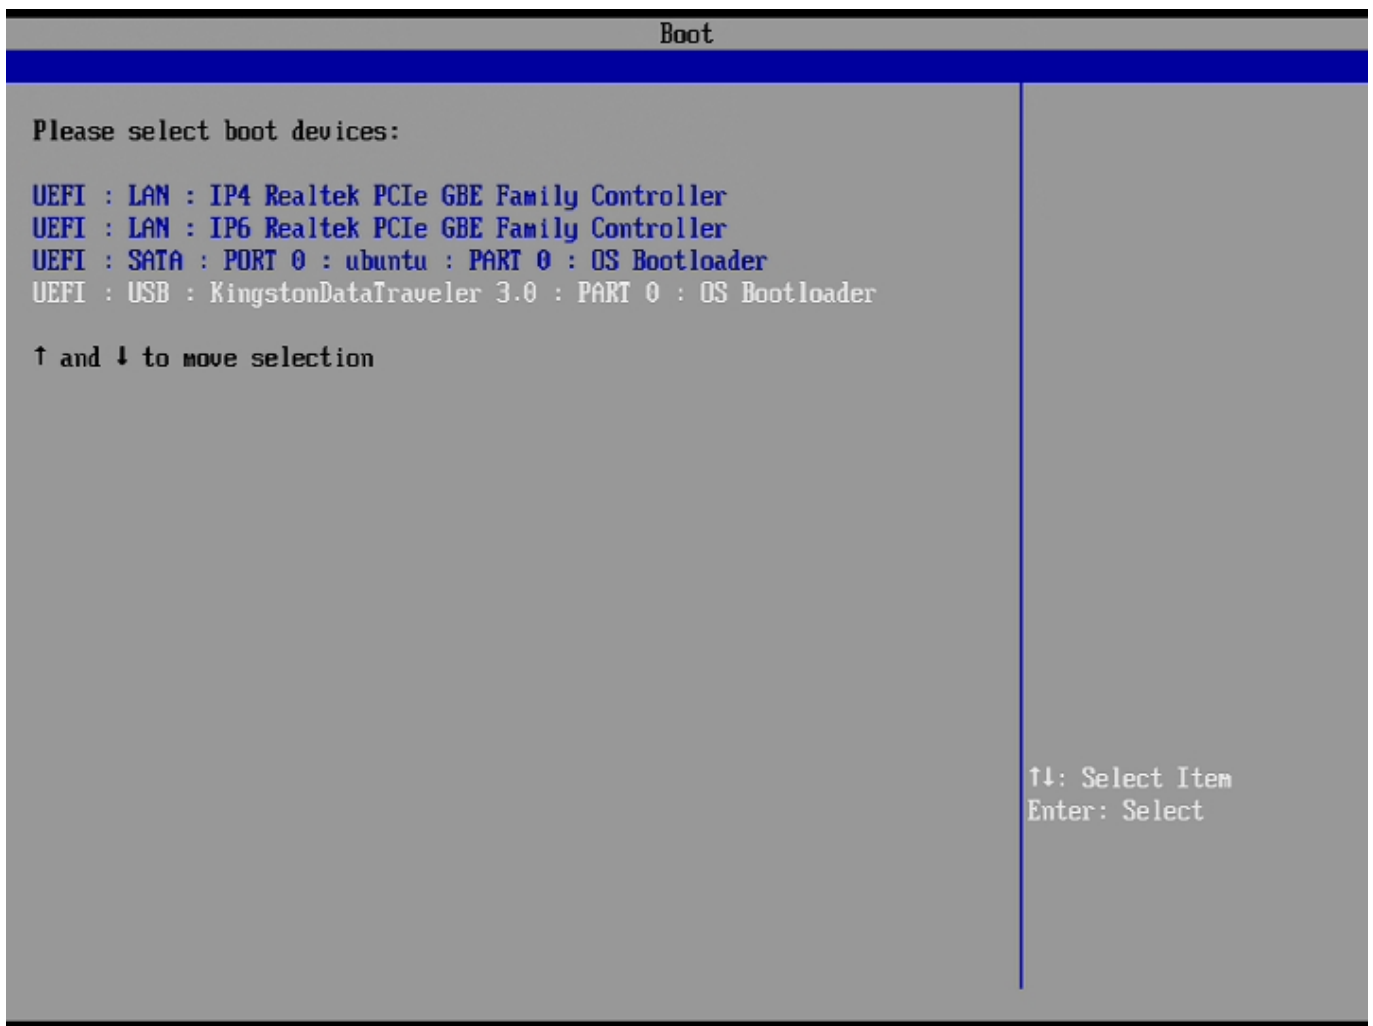 Boot
Please select boot devices:
UEFI : LAN : IP4 Realtek PCIe GBE Family Controller
UEFI : LAN : IP6 Realtek PCIe GBE Family Controller
UEFI : SATA : PORT 0 : ubuntu : PART 0 : OS Bootloader
UEFI : USB : KingstonDataTraveler 3.0 : PART 0 : OS Bootloader
↑ and ↓ to move selection
↑↓: Select Item
Enter: Select